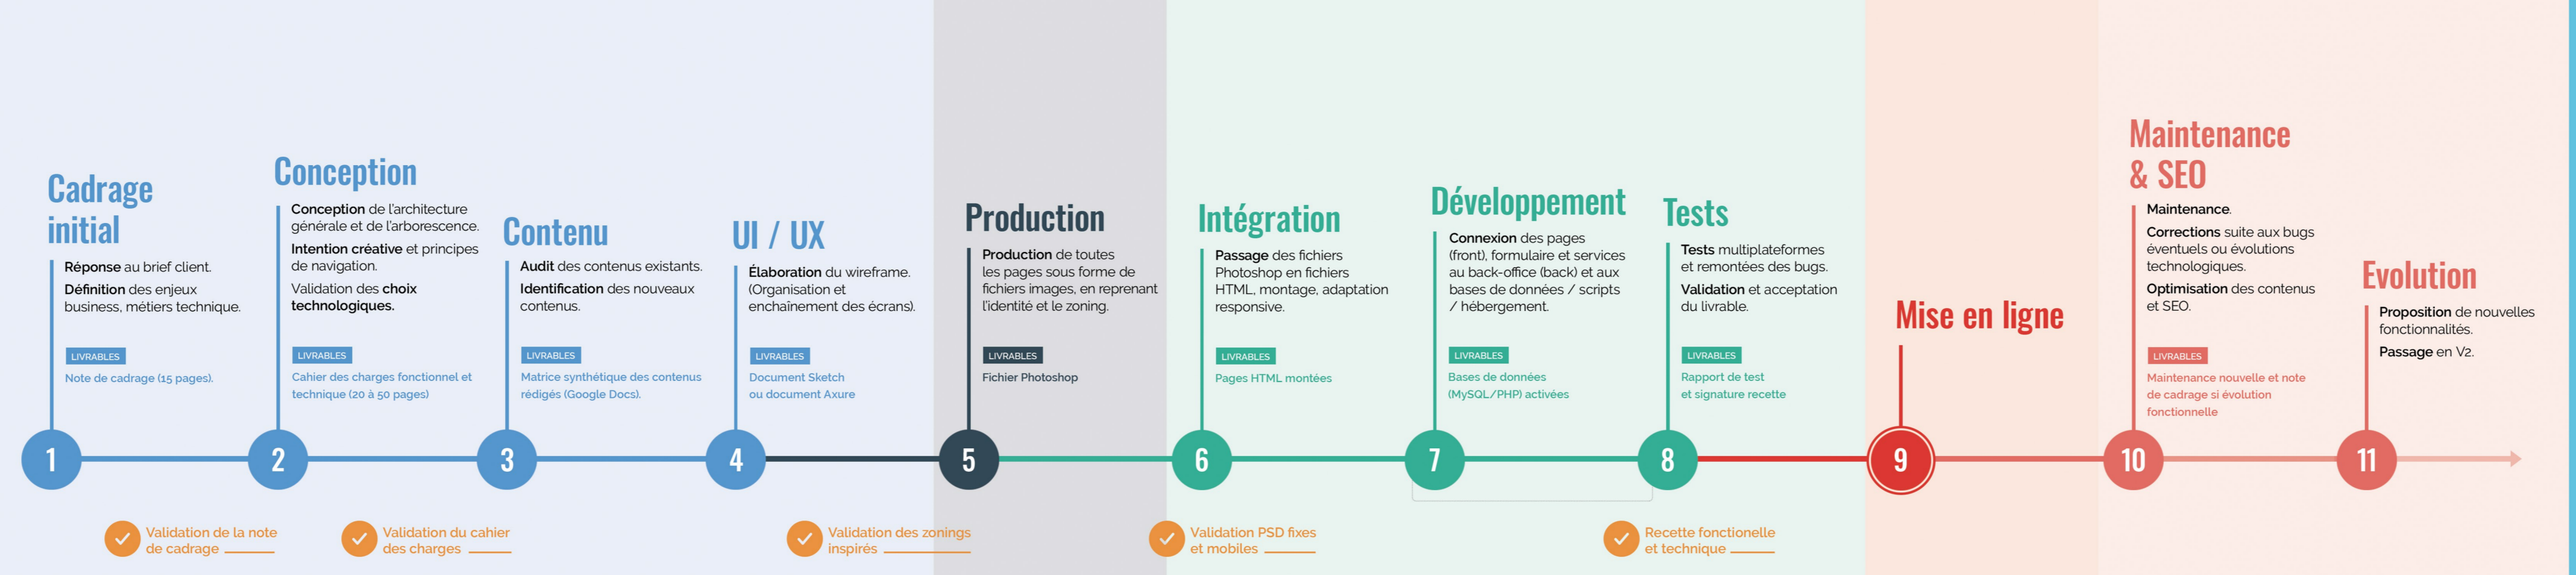 Cadrage
initial
Réponse au brief client.
Définition des enjeux
business, métiers technique.
LIVRABLES
Note de cadrage (15 pages).
1
Conception
Conception de l'architecture
générale et de l'arborescence.
Intention créative et principes
de navigation.
Validation des choix
technologiques.
LIVRABLES
Cahier des charges fonctionnel et
technique (20 à 50 pages)
2
Contenu
Audit des contenus existants.
Identification des nouveaux
contenus.
LIVRABLES
Matrice synthétique des contenus
rédigés (Google Docs).
3
UI / UX
Élaboration du wireframe.
(Organisation et
enchaînement des écrans).
LIVRABLES
Document Sketch
ou document Axure
4
Production
Production de toutes
les pages sous forme de
fichiers images, en reprenant
l'identité et le zoning.
LIVRABLES
Fichier Photoshop
5
Intégration
Passage des fichiers
Photoshop en fichiers
HTML, montage, adaptation
responsive.
LIVRABLES
Pages HTML montées
6
Développement
Connexion des pages
(front), formulaire et services
au back-office (back) et aux
bases de données / scripts
/ hébergement.
LIVRABLES
Bases de données
(MySQL/PHP) activées
7
Tests
Tests multiplateformes
et remontées des bugs.
Validation et acceptation
du livrable.
LIVRABLES
Rapport de test
et signature recette
8
Mise en ligne
9
Maintenance
& SEO
Maintenance.
Corrections suite aux bugs
éventuels ou évolutions
technologiques.
Optimisation des contenus
et SEO.
LIVRABLES
Maintenance nouvelle et note
de cadrage si évolution
fonctionnelle
10
Evolution
Proposition de nouvelles
fonctionnalités.
Passage en V2.
11
Validation de la note
de cadrage
Validation du cahier
des charges
Validation des zonings
inspirés
Validation PSD fixes
et mobiles
Recette fonctionelle
et technique